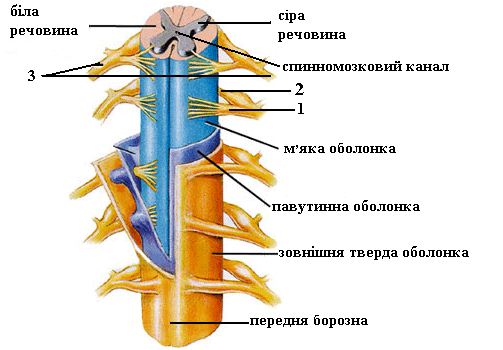 біла
речовина
сіра
речовина
спинномозковий канал
3
2
1
м’яка оболонка
павутинна оболонка
зовнішня тверда оболонка
передня борозна